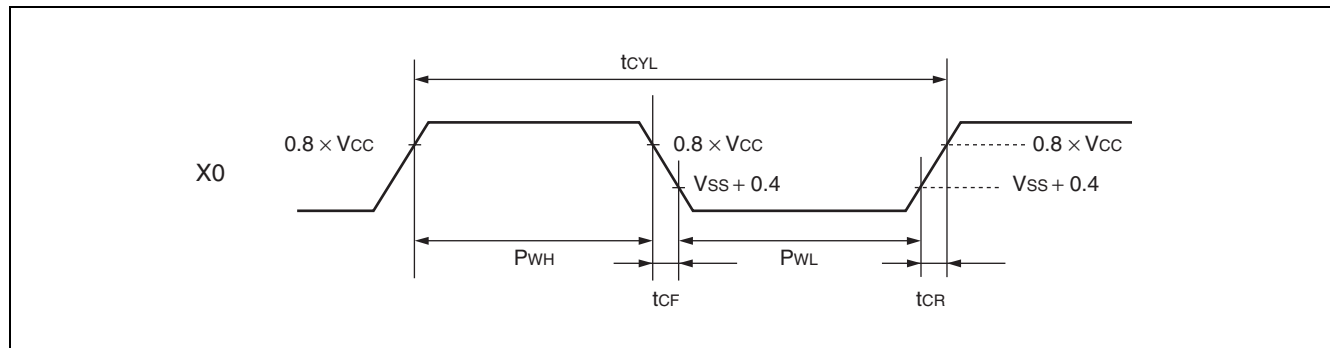 tCYL
0.8 × VCC
0.8 × VCC
0.8 × VCC
X0
VSS + 0.4
VSS + 0.4
PWH
PWL
tCF
tCR